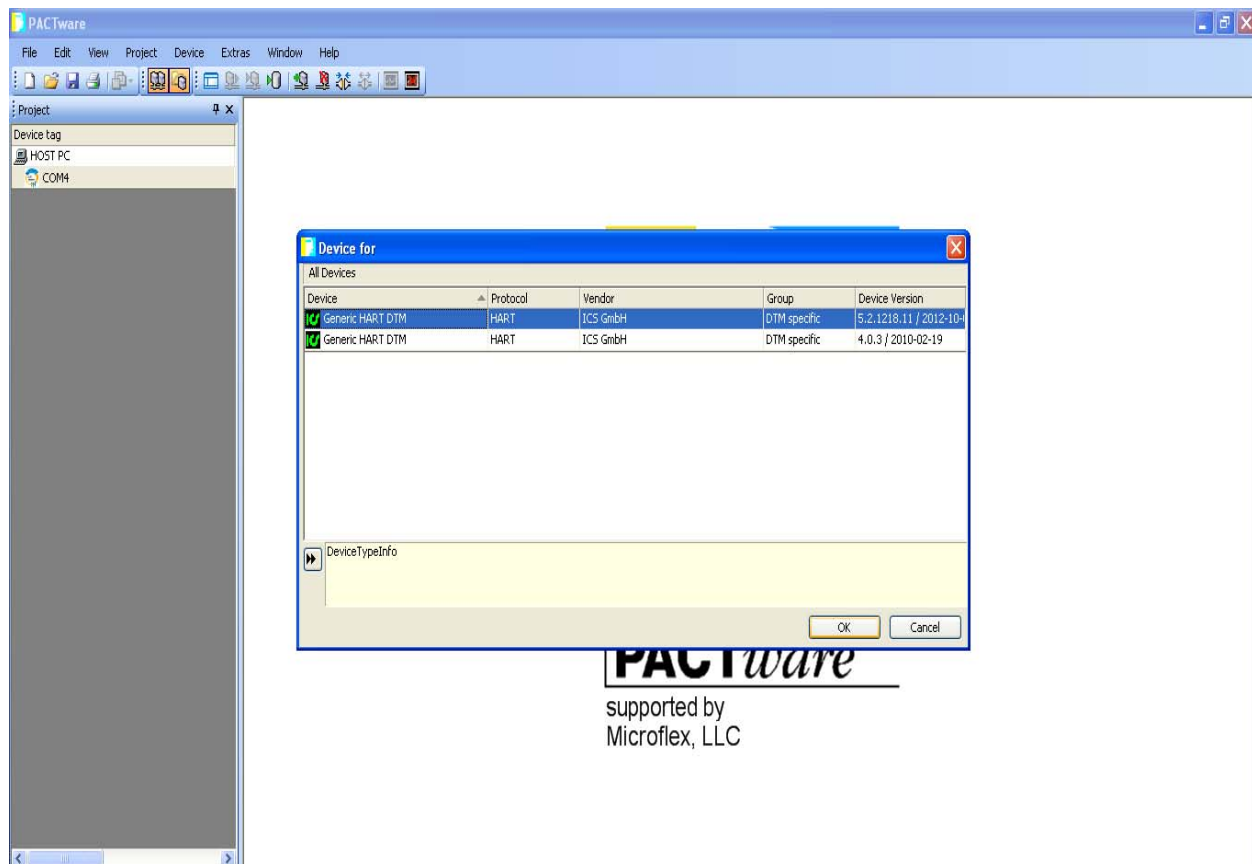 PACTware
File Edit View Project Device Extras Window Help
Project
Device tag
HOST PC
COM4
Device for
All Devices
Device Protocol Vendor Group Device Version
Generic HART DTM HART ICS GmbH DTM specific 5.2.1218.11 / 2012-10-
Generic HART DTM HART ICS GmbH DTM specific 4.0.3 / 2010-02-19
DeviceTypeInfo
OK Cancel
PACTware
supported by
Microflex, LLC